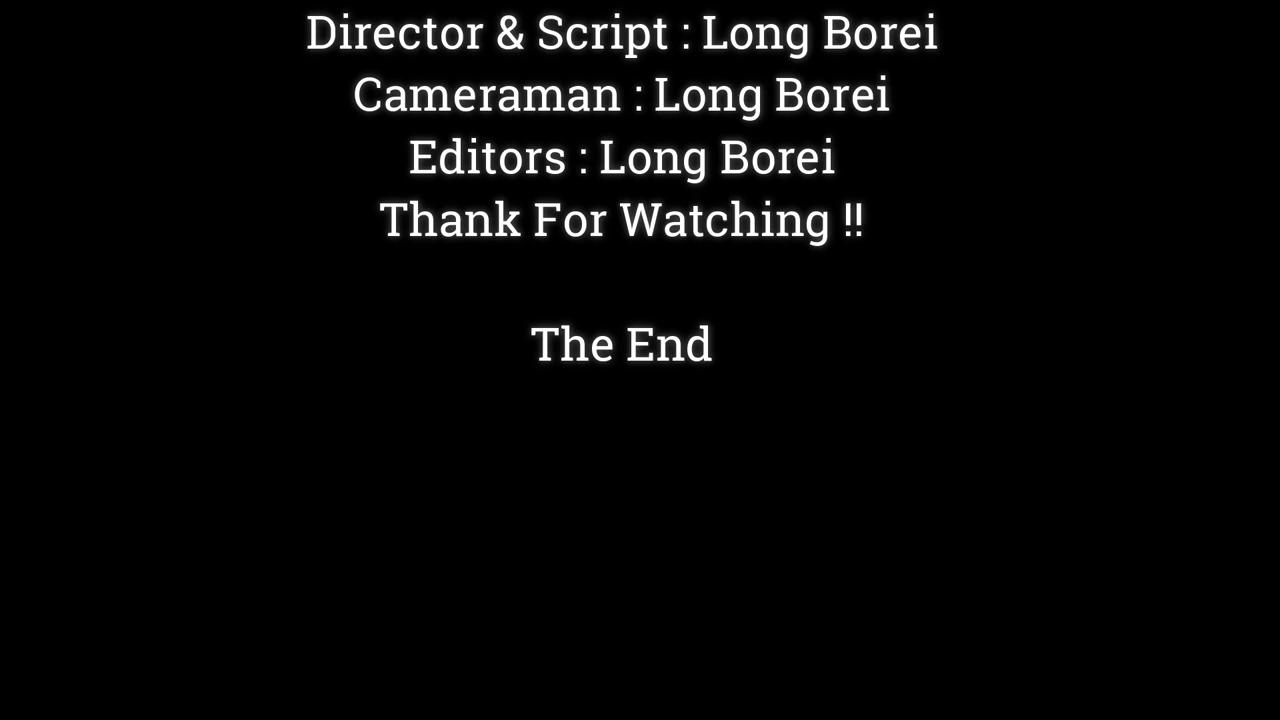 Director & Script : Long Borei
Cameraman : Long Borei
Editors : Long Borei
Thank For Watching !!
The End